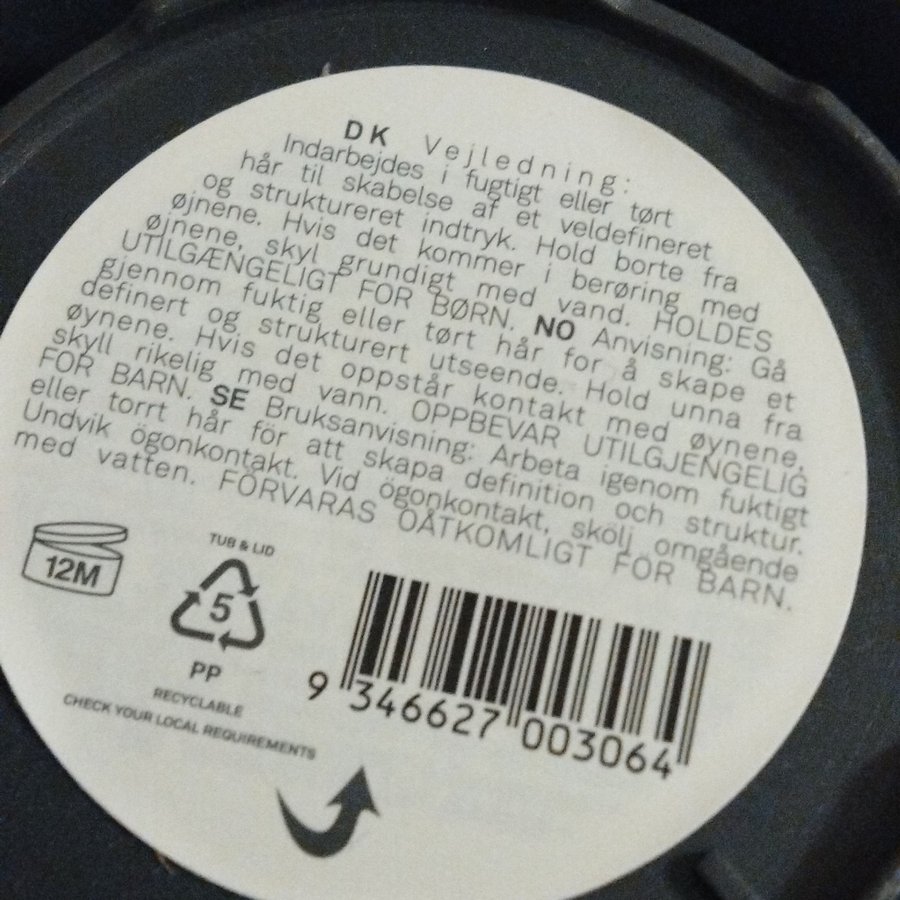 DK Vejledning:
Indarbejdes i fugtigt eller tørt
hår til skabelse af et veldefineret
og struktureret indtryk. Hold borte fra
øjnene. Hvis det kommer i berøring med
øjnene, skyl grundigt med vand. HOLDES
UTILGÆNGELIGT FOR BØRN. NO Anvisning: Gå
gjennom fuktig eller tørt hår for å skape et
definert og strukturert utseende. Hold unna fra
øynene. Hvis det oppstår kontakt med øynene,
skyll rikelig med vann. OPPBEVAR UTILGJENGELIG
FOR BARN. SE Bruksanvisning: Arbeta igenom fuktigt
eller torrt hår för att skapa definition och struktur.
Undvik ögonkontakt. Vid ögonkontakt, skölj omgående
med vatten. FÖRVARAS OÅTKOMLIGT FÖR BARN.
12M
TUB & LID
5
PP
RECYCLABLE
CHECK YOUR LOCAL REQUIREMENTS
9 346627 003064